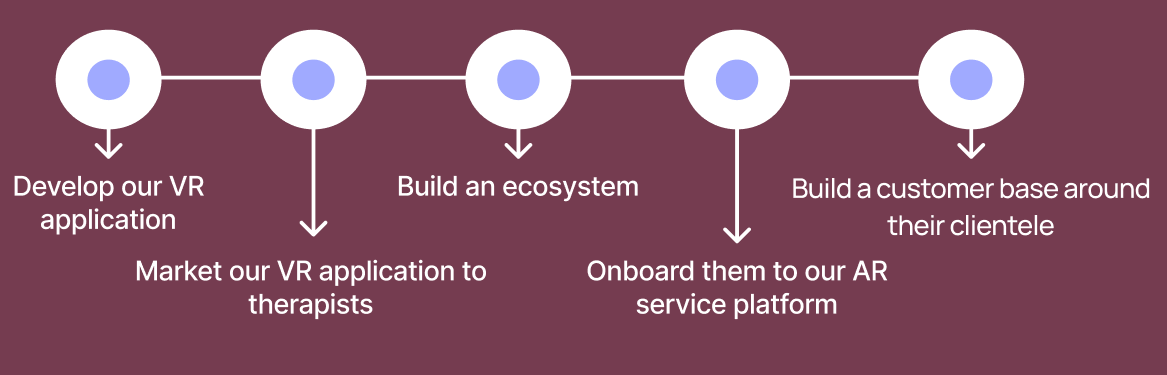 Develop our VR
application
Market our VR application to
therapists
Build an ecosystem
Onboard them to our AR
service platform
Build a customer base around
their clientele